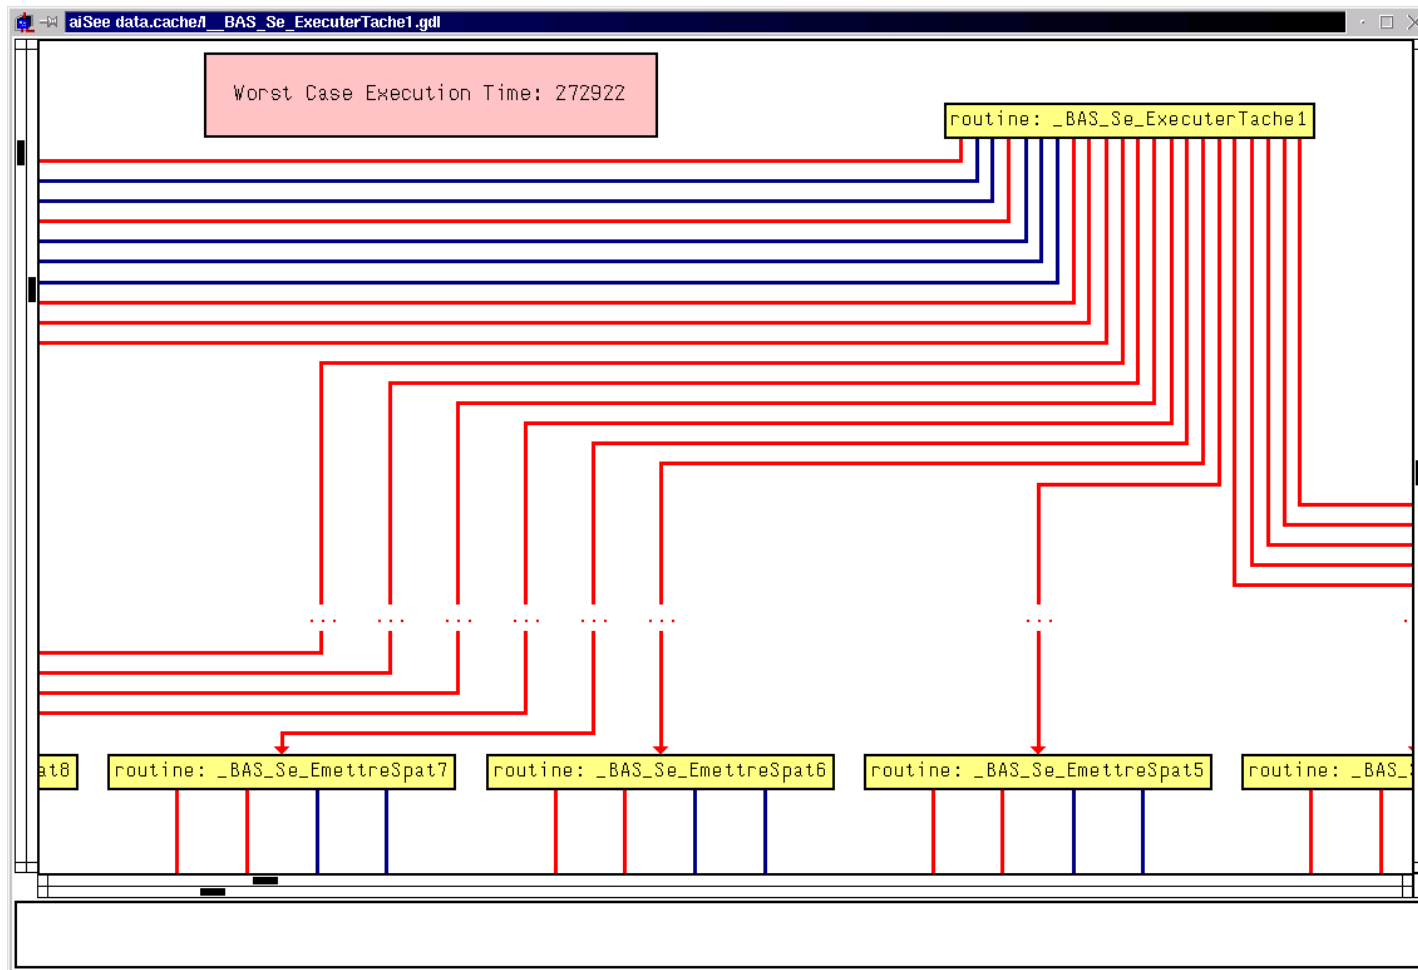 aiSee data.cache/l__BAS_Se_ExecuterTache1.gdl
Worst Case Execution Time: 272922
routine: _BAS_Se_ExecuterTache1
at8
routine: _BAS_Se_EmettreSpat7
routine: _BAS_Se_EmettreSpat6
routine: _BAS_Se_EmettreSpat5
routine: _BAS_